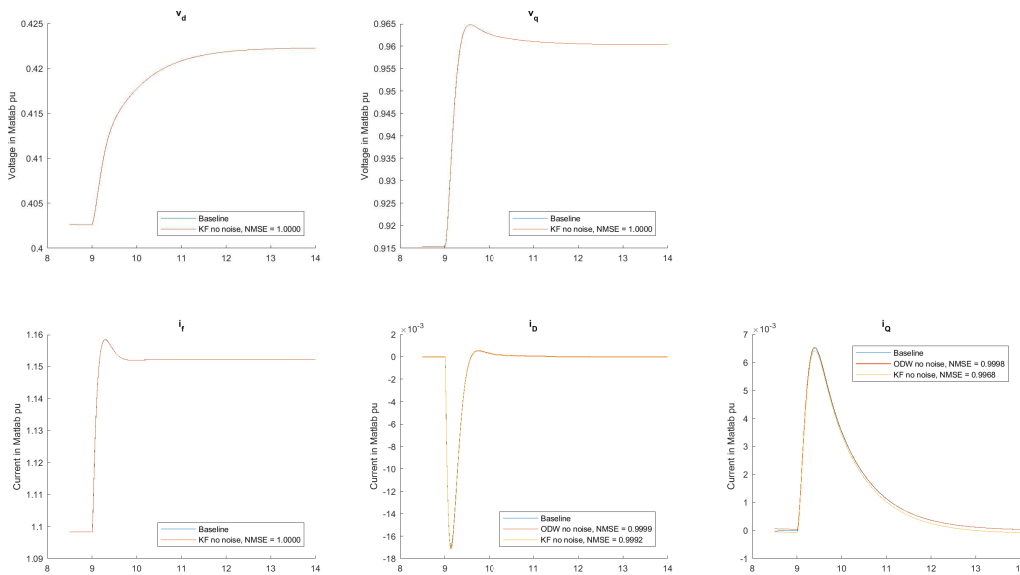 v_d
Voltage in Matlab pu
0.425
0.42
0.415
0.41
0.405
0.4
Baseline
KF no noise, NMSE = 1.0000
8 9 10 11 12 13 14
v_q
Voltage in Matlab pu
0.965
0.96
0.955
0.95
0.945
0.94
0.935
0.93
0.925
0.92
0.915
Baseline
KF no noise, NMSE = 1.0000
8 9 10 11 12 13 14
i_f
Current in Matlab pu
1.16
1.15
1.14
1.13
1.12
1.11
1.1
1.09
Baseline
KF no noise, NMSE = 1.0000
8 9 10 11 12 13 14
i_D
×10⁻³
Current in Matlab pu
2
0
-2
-4
-6
-8
-10
-12
-14
-16
-18
Baseline
ODW no noise, NMSE = 0.9999
KF no noise, NMSE = 0.9992
8 9 10 11 12 13 14
i_Q
×10⁻³
Current in Matlab pu
7
6
5
4
3
2
1
0
-1
Baseline
ODW no noise, NMSE = 0.9998
KF no noise, NMSE = 0.9968
8 9 10 11 12 13